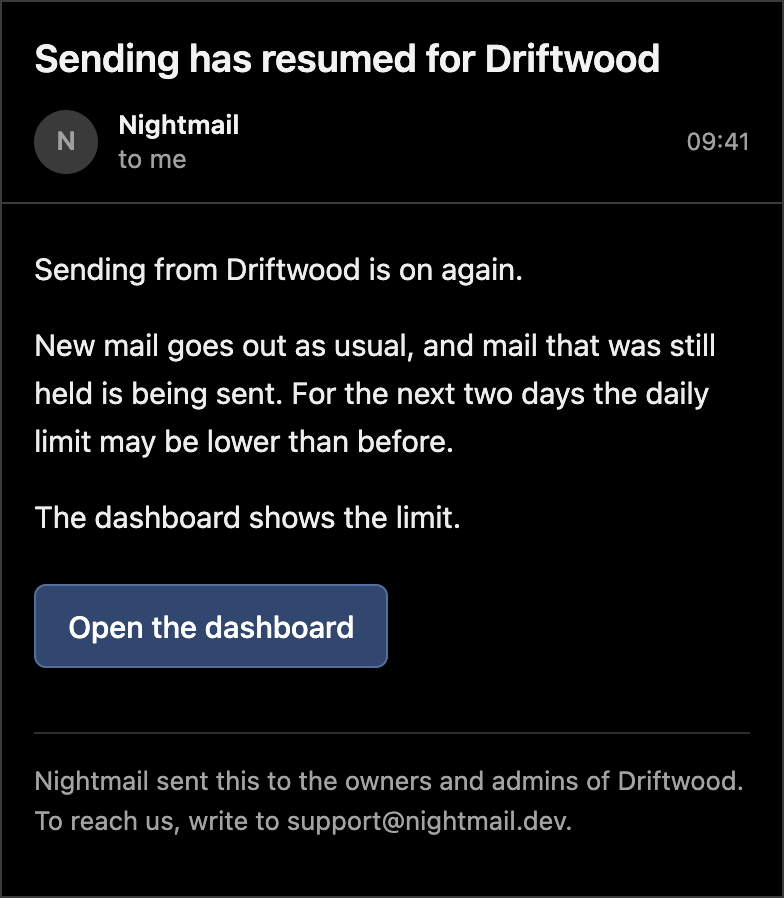 Sending has resumed for Driftwood
N
Nightmail
to me
09:41
Sending from Driftwood is on again.
New mail goes out as usual, and mail that was still
held is being sent. For the next two days the daily
limit may be lower than before.
The dashboard shows the limit.
Open the dashboard
Nightmail sent this to the owners and admins of Driftwood.
To reach us, write to support@nightmail.dev.